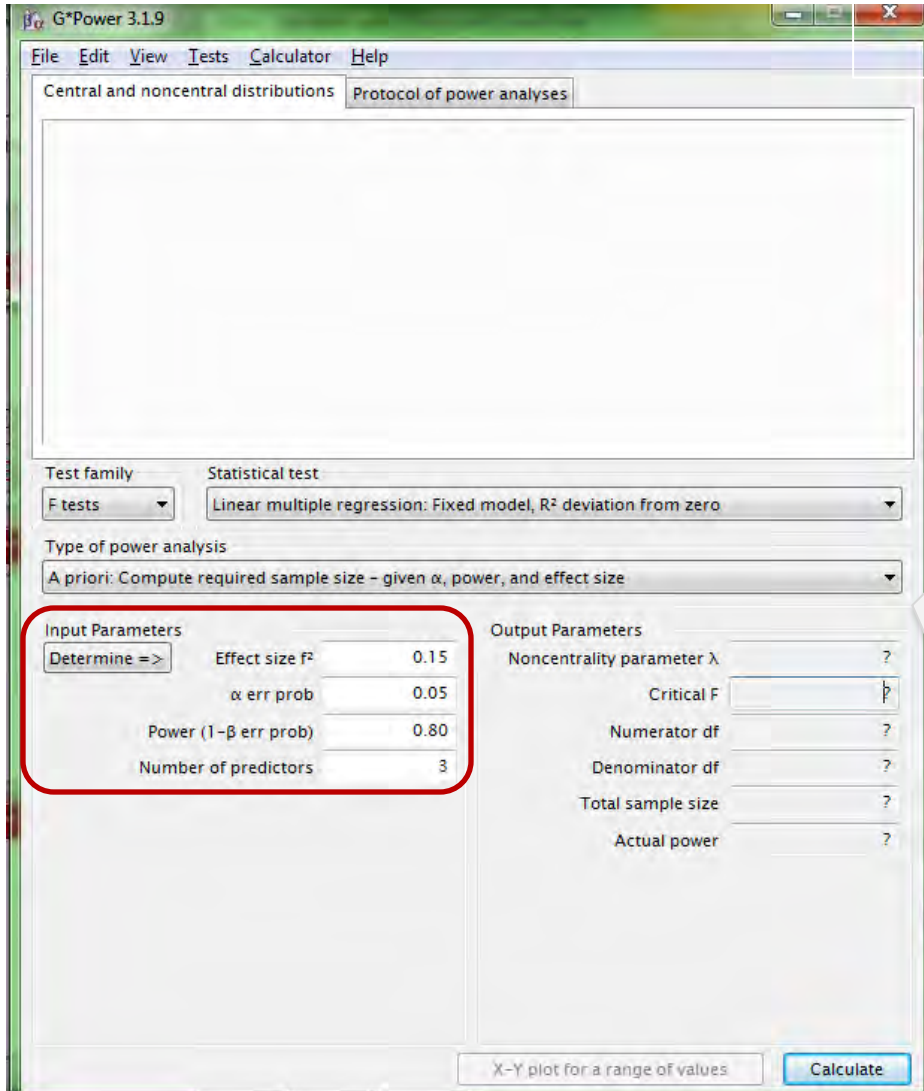 βα G*Power 3.1.9
File Edit View Tests Calculator Help
Central and noncentral distributions Protocol of power analyses
Test family Statistical test
F tests Linear multiple regression: Fixed model, R² deviation from zero
Type of power analysis
A priori: Compute required sample size - given α, power, and effect size
Input Parameters Output Parameters
Determine => Effect size f² 0.15 Noncentrality parameter λ ?
α err prob 0.05 Critical F ?
Power (1-β err prob) 0.80 Numerator df ?
Number of predictors 3 Denominator df ?
Total sample size ?
Actual power ?
X-Y plot for a range of values Calculate